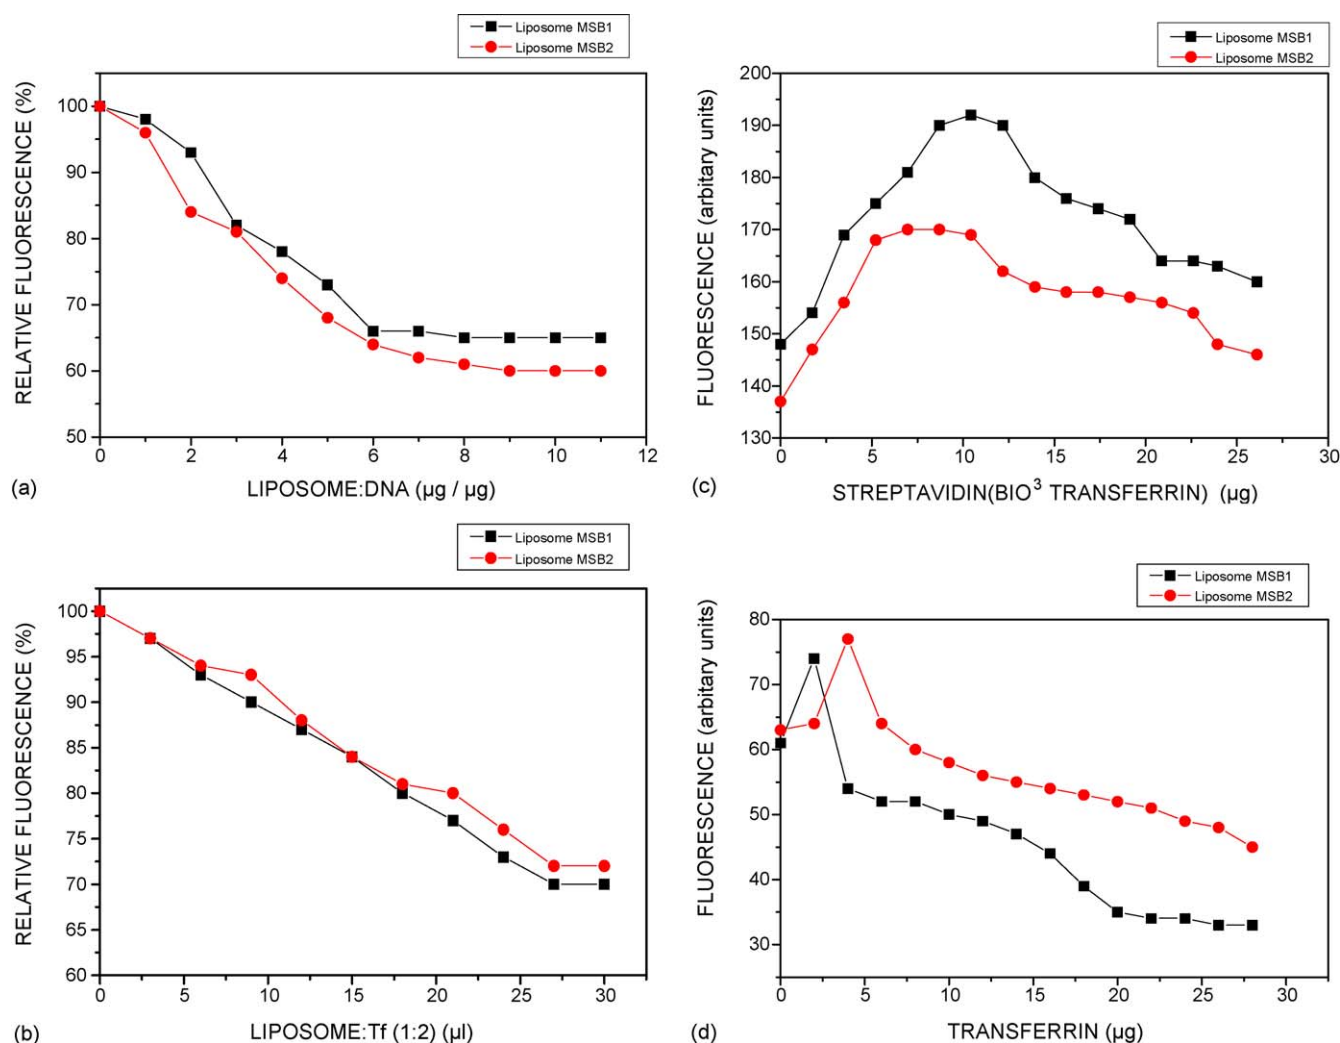 Liposome MSB1
Liposome MSB2
RELATIVE FLUORESCENCE (%)
100
90
80
70
60
50
0
2
4
6
8
10
12
LIPOSOME:DNA (µg / µg)
(a)
Liposome MSB1
Liposome MSB2
FLUORESCENCE (arbitary units)
200
190
180
170
160
150
140
130
0
5
10
15
20
25
30
STREPTAVIDIN(BIO³ TRANSFERRIN) (µg)
(c)
Liposome MSB1
Liposome MSB2
RELATIVE FLUORESCENCE (%)
100
95
90
85
80
75
70
65
60
0
5
10
15
20
25
30
LIPOSOME:Tf (1:2) (µl)
(b)
Liposome MSB1
Liposome MSB2
FLUORESCENCE (arbitary units)
80
70
60
50
40
30
0
5
10
15
20
25
30
TRANSFERRIN (µg)
(d)